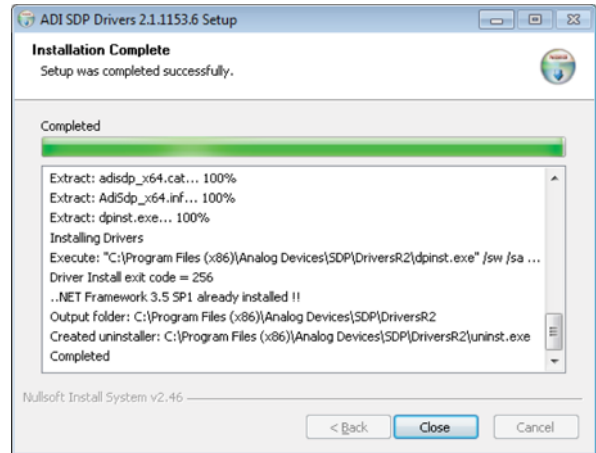 ADI SDP Drivers 2.1.1153.6 Setup
Installation Complete
Setup was completed successfully.
Completed
Extract: adisdp_x64.cat... 100%
Extract: AdiSdp_x64.inf... 100%
Extract: dpinst.exe... 100%
Installing Drivers
Execute: "C:\Program Files (x86)\Analog Devices\SDP\DriversR2\dpinst.exe" /sw /sa ...
Driver Install exit code = 256
..NET Framework 3.5 SP1 already installed !!
Output folder: C:\Program Files (x86)\Analog Devices\SDP\DriversR2
Created uninstaller: C:\Program Files (x86)\Analog Devices\SDP\DriversR2\uninst.exe
Completed
Nullsoft Install System v2.46
< Back Close Cancel